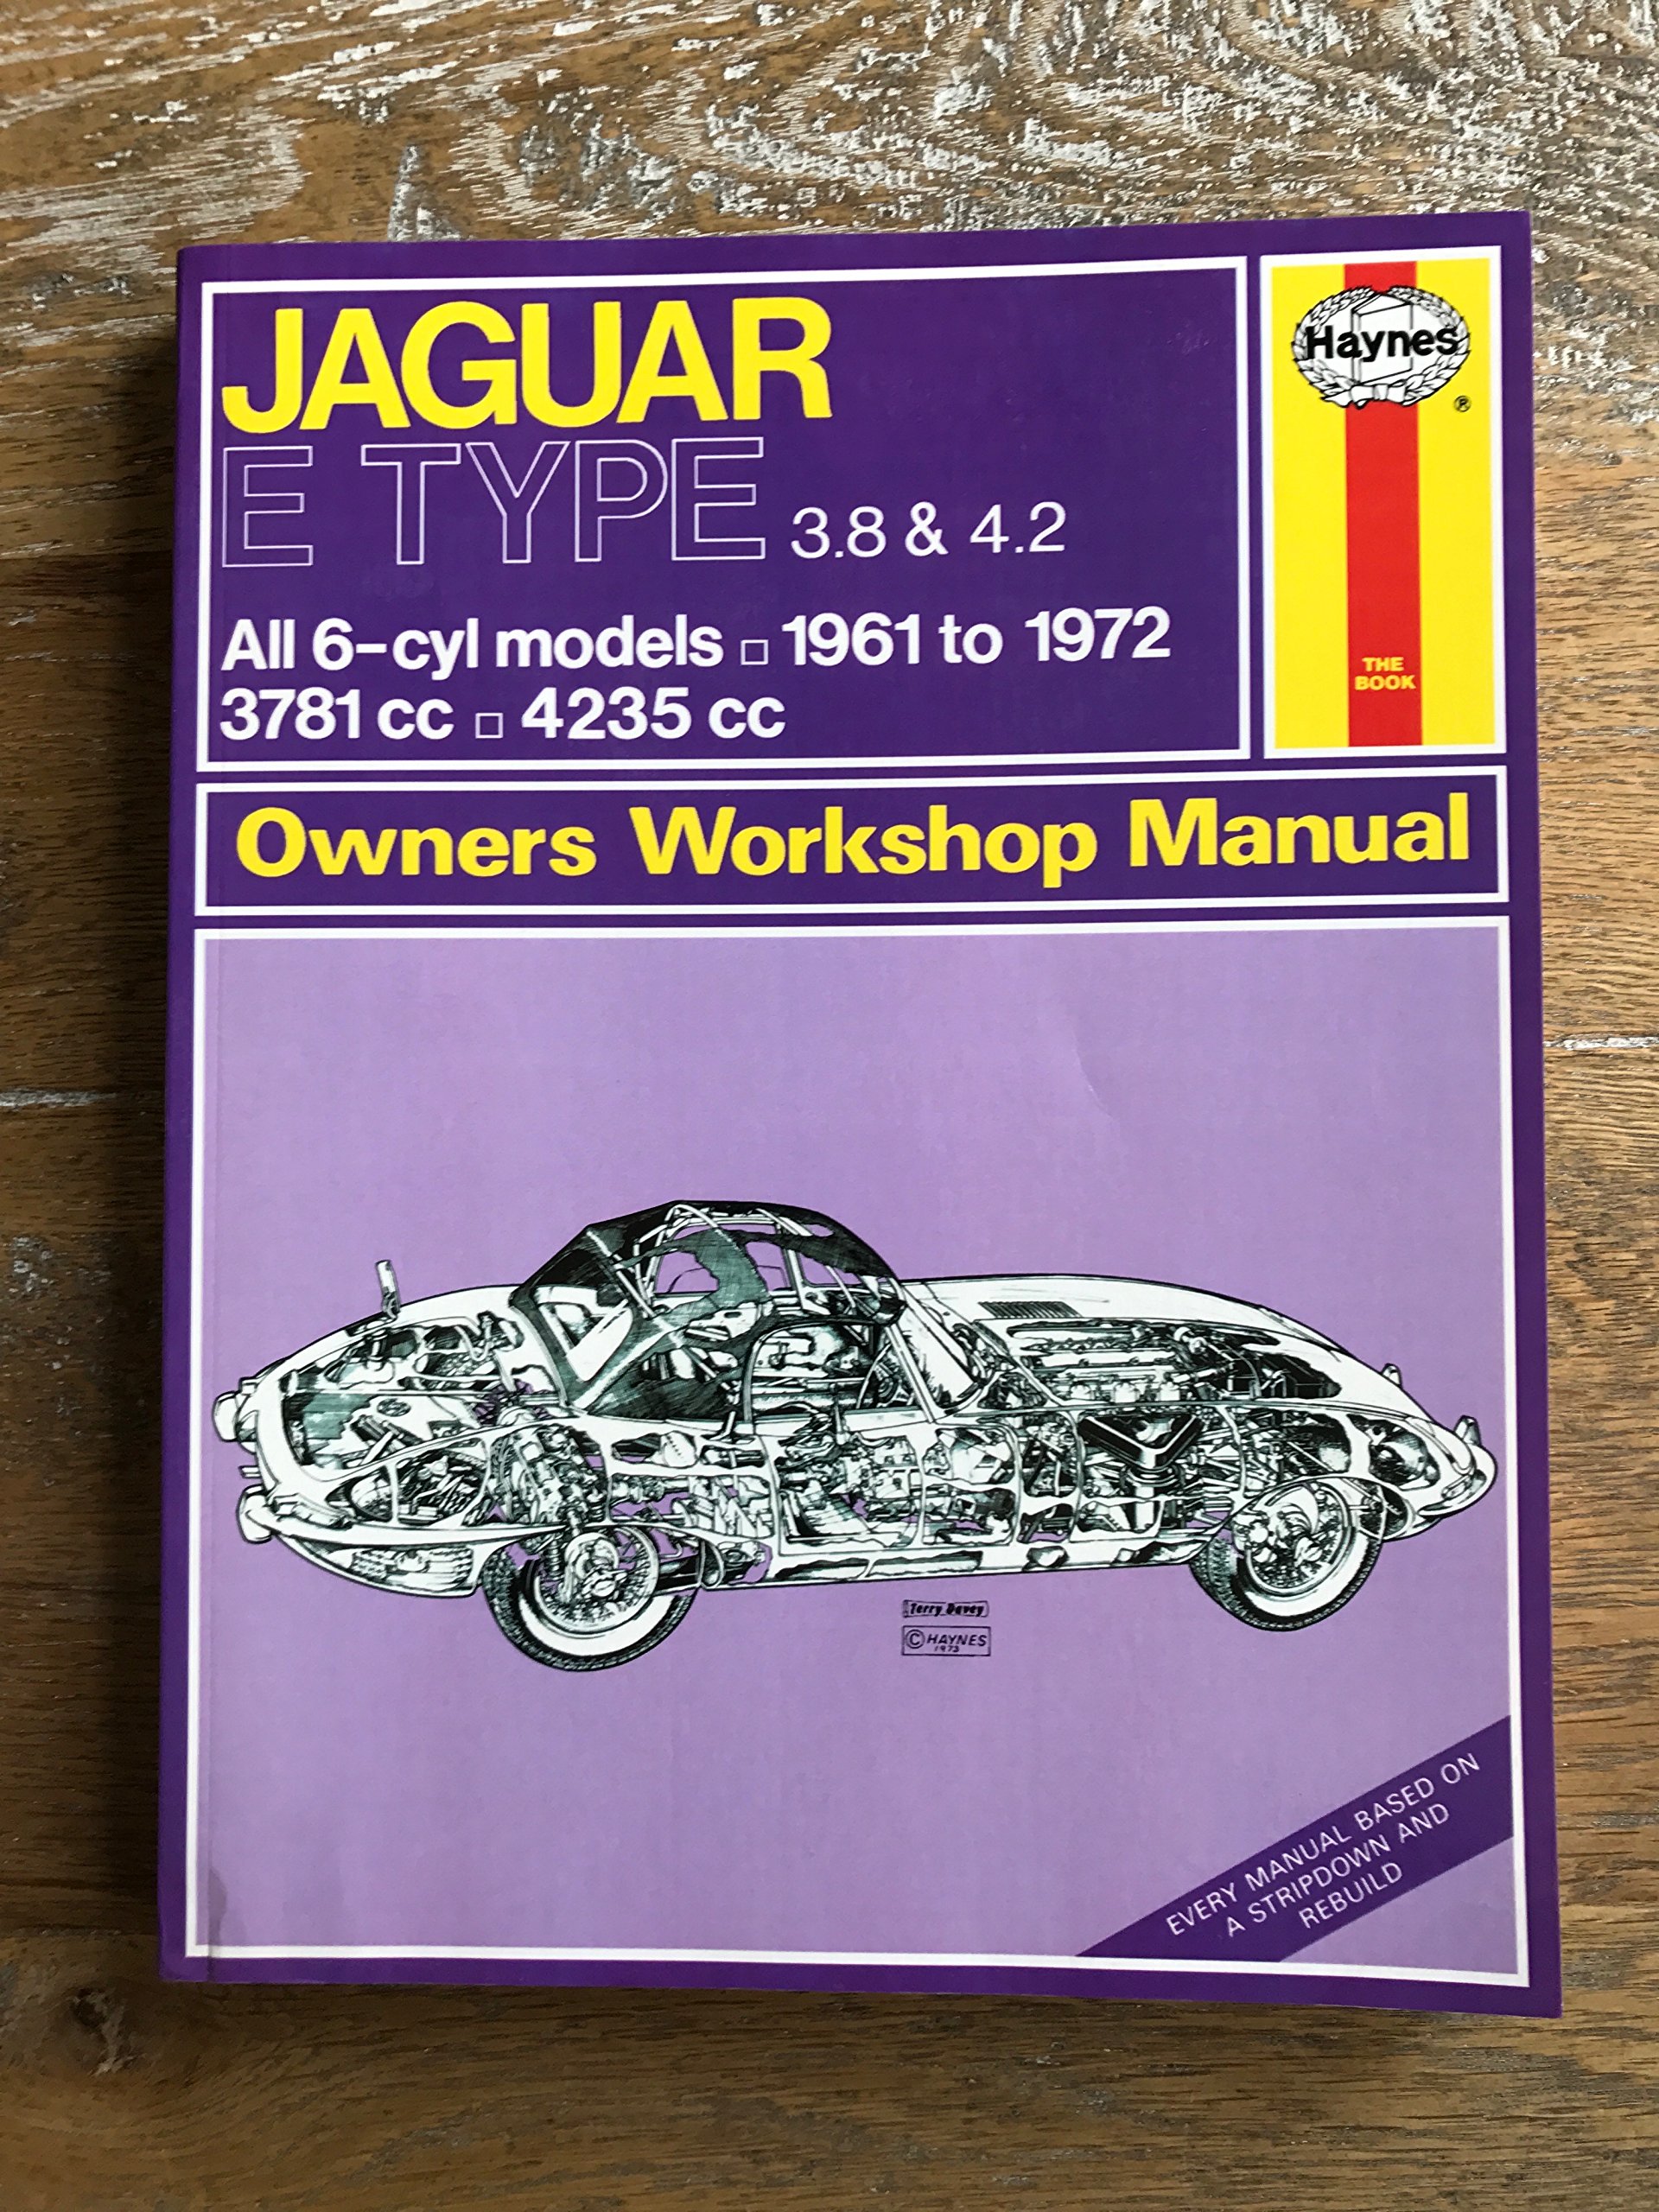 JAGUAR
E TYPE 3.8 & 4.2
All 6-cyl models □ 1961 to 1972
3781 cc □ 4235 cc
Haynes
®
THE
BOOK
Owners Workshop Manual
Terry Davey
© HAYNES
1973
EVERY MANUAL BASED ON
A STRIPDOWN AND
REBUILD